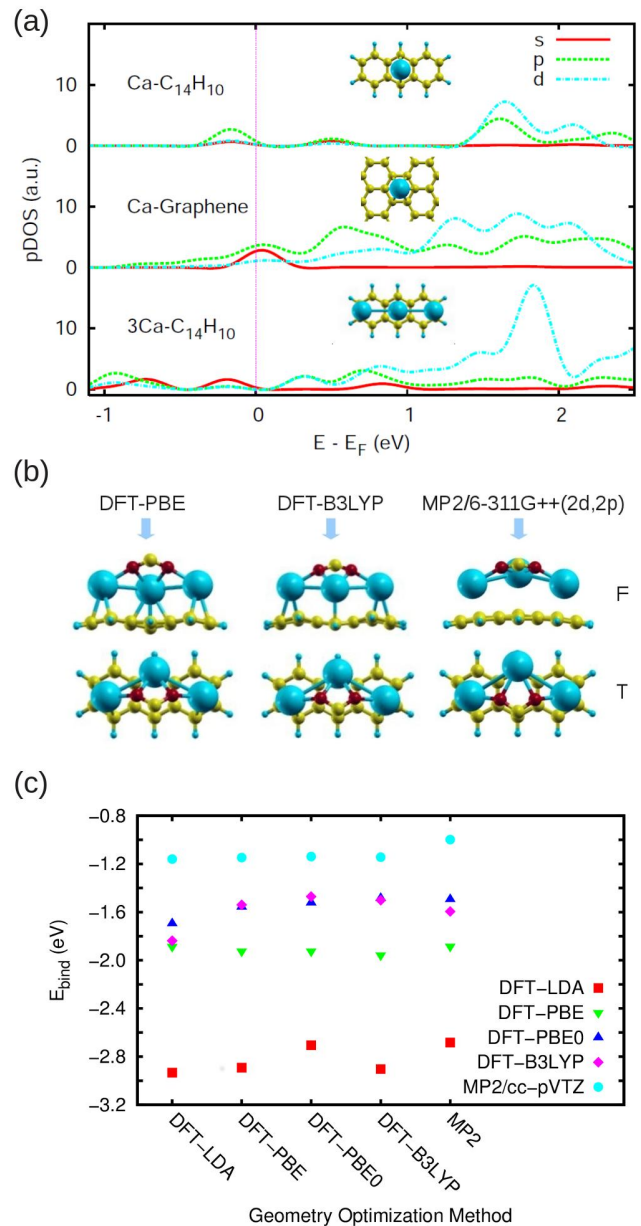 (a)
s
p
d
Ca-C14H10
Ca-Graphene
3Ca-C14H10
10
0
10
0
10
0
pDOS (a.u.)
-1
0
1
2
E - EF (eV)
(b)
DFT-PBE
DFT-B3LYP
MP2/6-311G++(2d,2p)
F
T
(c)
−0.8
−1.2
−1.6
−2.0
−2.4
−2.8
−3.2
Ebind (eV)
DFT−LDA
DFT−PBE
DFT−PBE0
DFT−B3LYP
MP2/cc−pVTZ
DFT−LDA
DFT−PBE
DFT−PBE0
DFT−B3LYP
MP2
Geometry Optimization Method